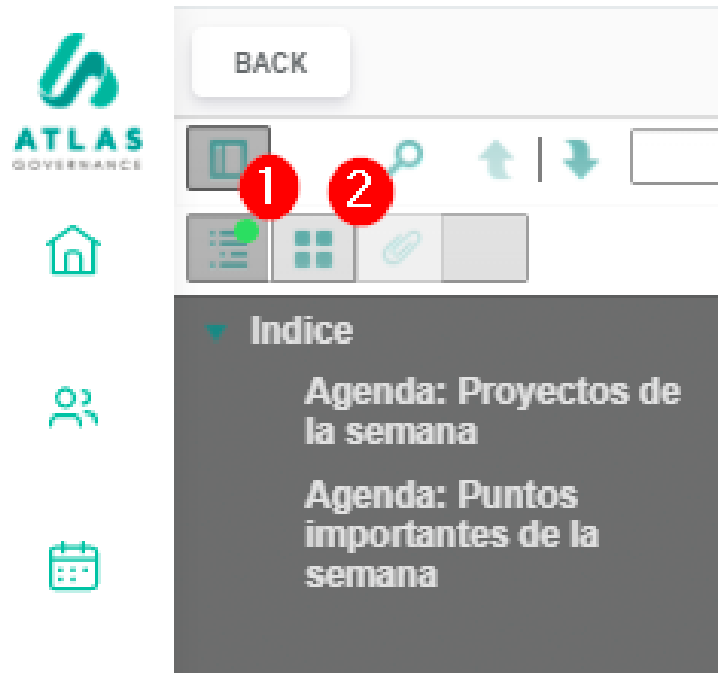 ATLAS
GOVERNANCE
BACK
1
2
Indice
Agenda: Proyectos de
la semana
Agenda: Puntos
importantes de la
semana